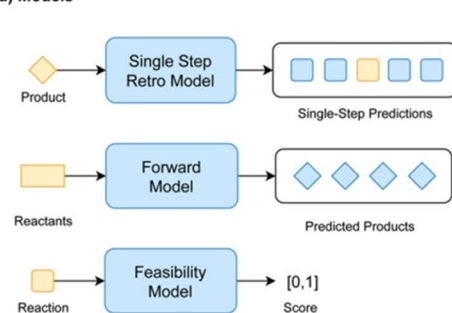 Models
Single Step
Retro Model
Product
Single-Step Predictions
Forward
Model
Reactants
Predicted Products
Feasibility
Model
[0,1]
Reaction
Score